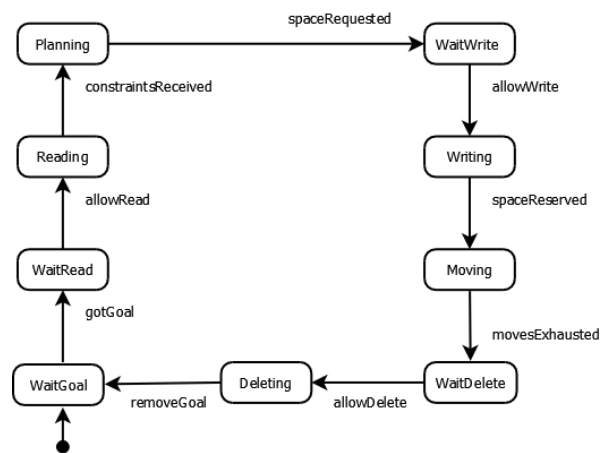 spaceRequested
Planning
WaitWrite
constraintsReceived
allowWrite
Reading
Writing
allowRead
spaceReserved
WaitRead
Moving
gotGoal
movesExhausted
WaitGoal
Deleting
WaitDelete
removeGoal
allowDelete